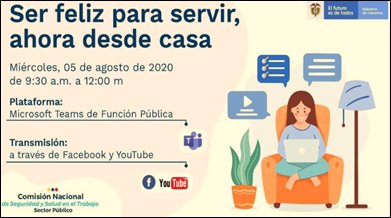 Ser feliz para servir,
ahora desde casa
El futuro
es de todos
Gobierno
de Colombia
Miércoles, 05 de agosto de 2020
de 9:30 a.m. a 12:00 m
Plataforma:
Microsoft Teams de Función Pública
Transmisión:
a través de Facebook y YouTube
YouTube
Comisión Nacional
de Seguridad y Salud en el Trabajo
Sector Público